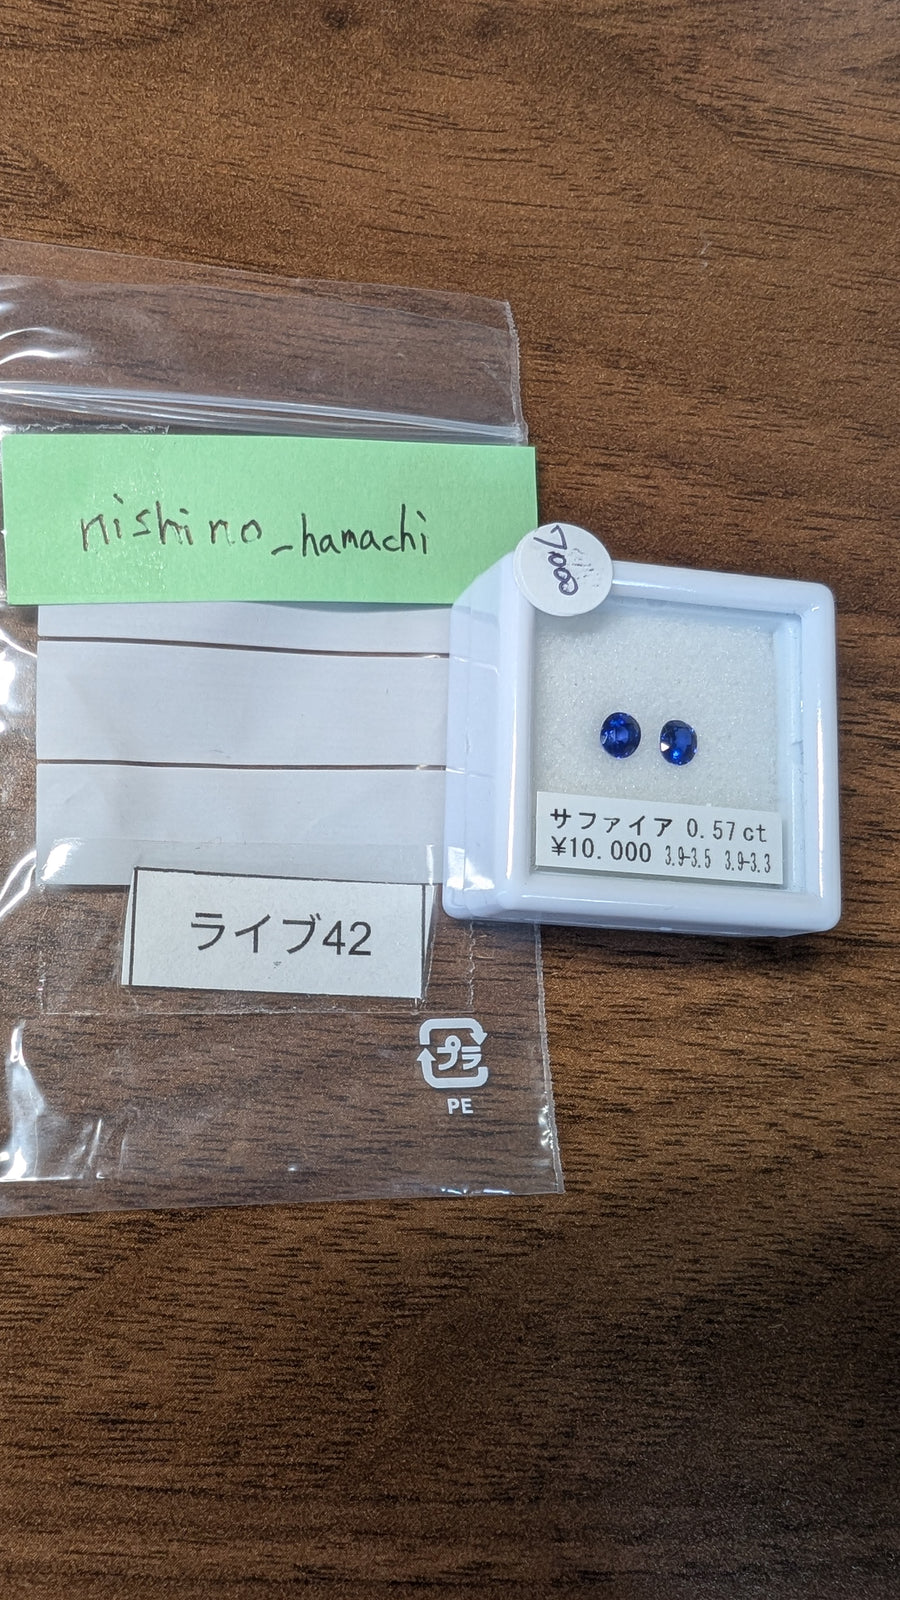 nishino_hamachi
サファイア 0.57ct
¥10.000 3.9-3.5 3.9-3.3
ライブ42
プラ
PE